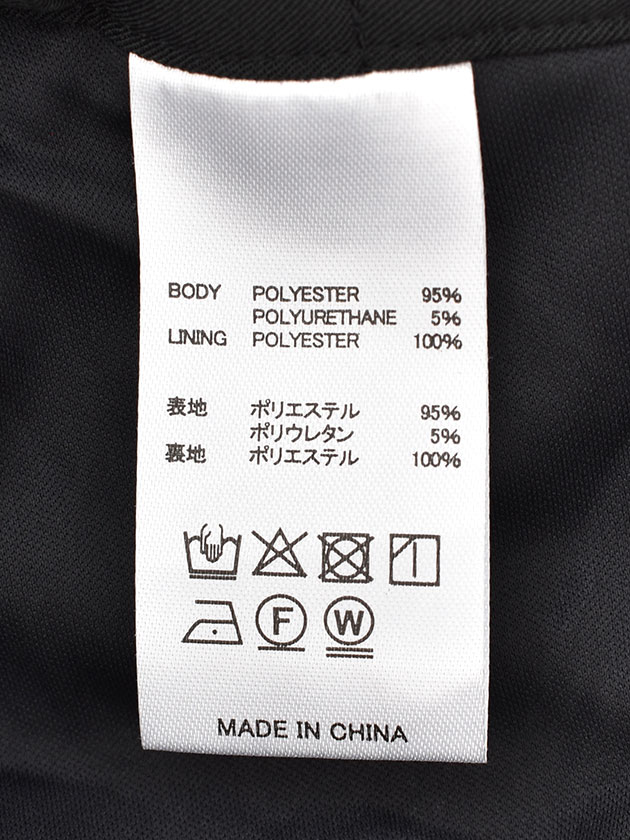 BODY POLYESTER 95%
POLYURETHANE 5%
LINING POLYESTER 100%
表地 ポリエステル 95%
ポリウレタン 5%
裏地 ポリエステル 100%
F W
MADE IN CHINA